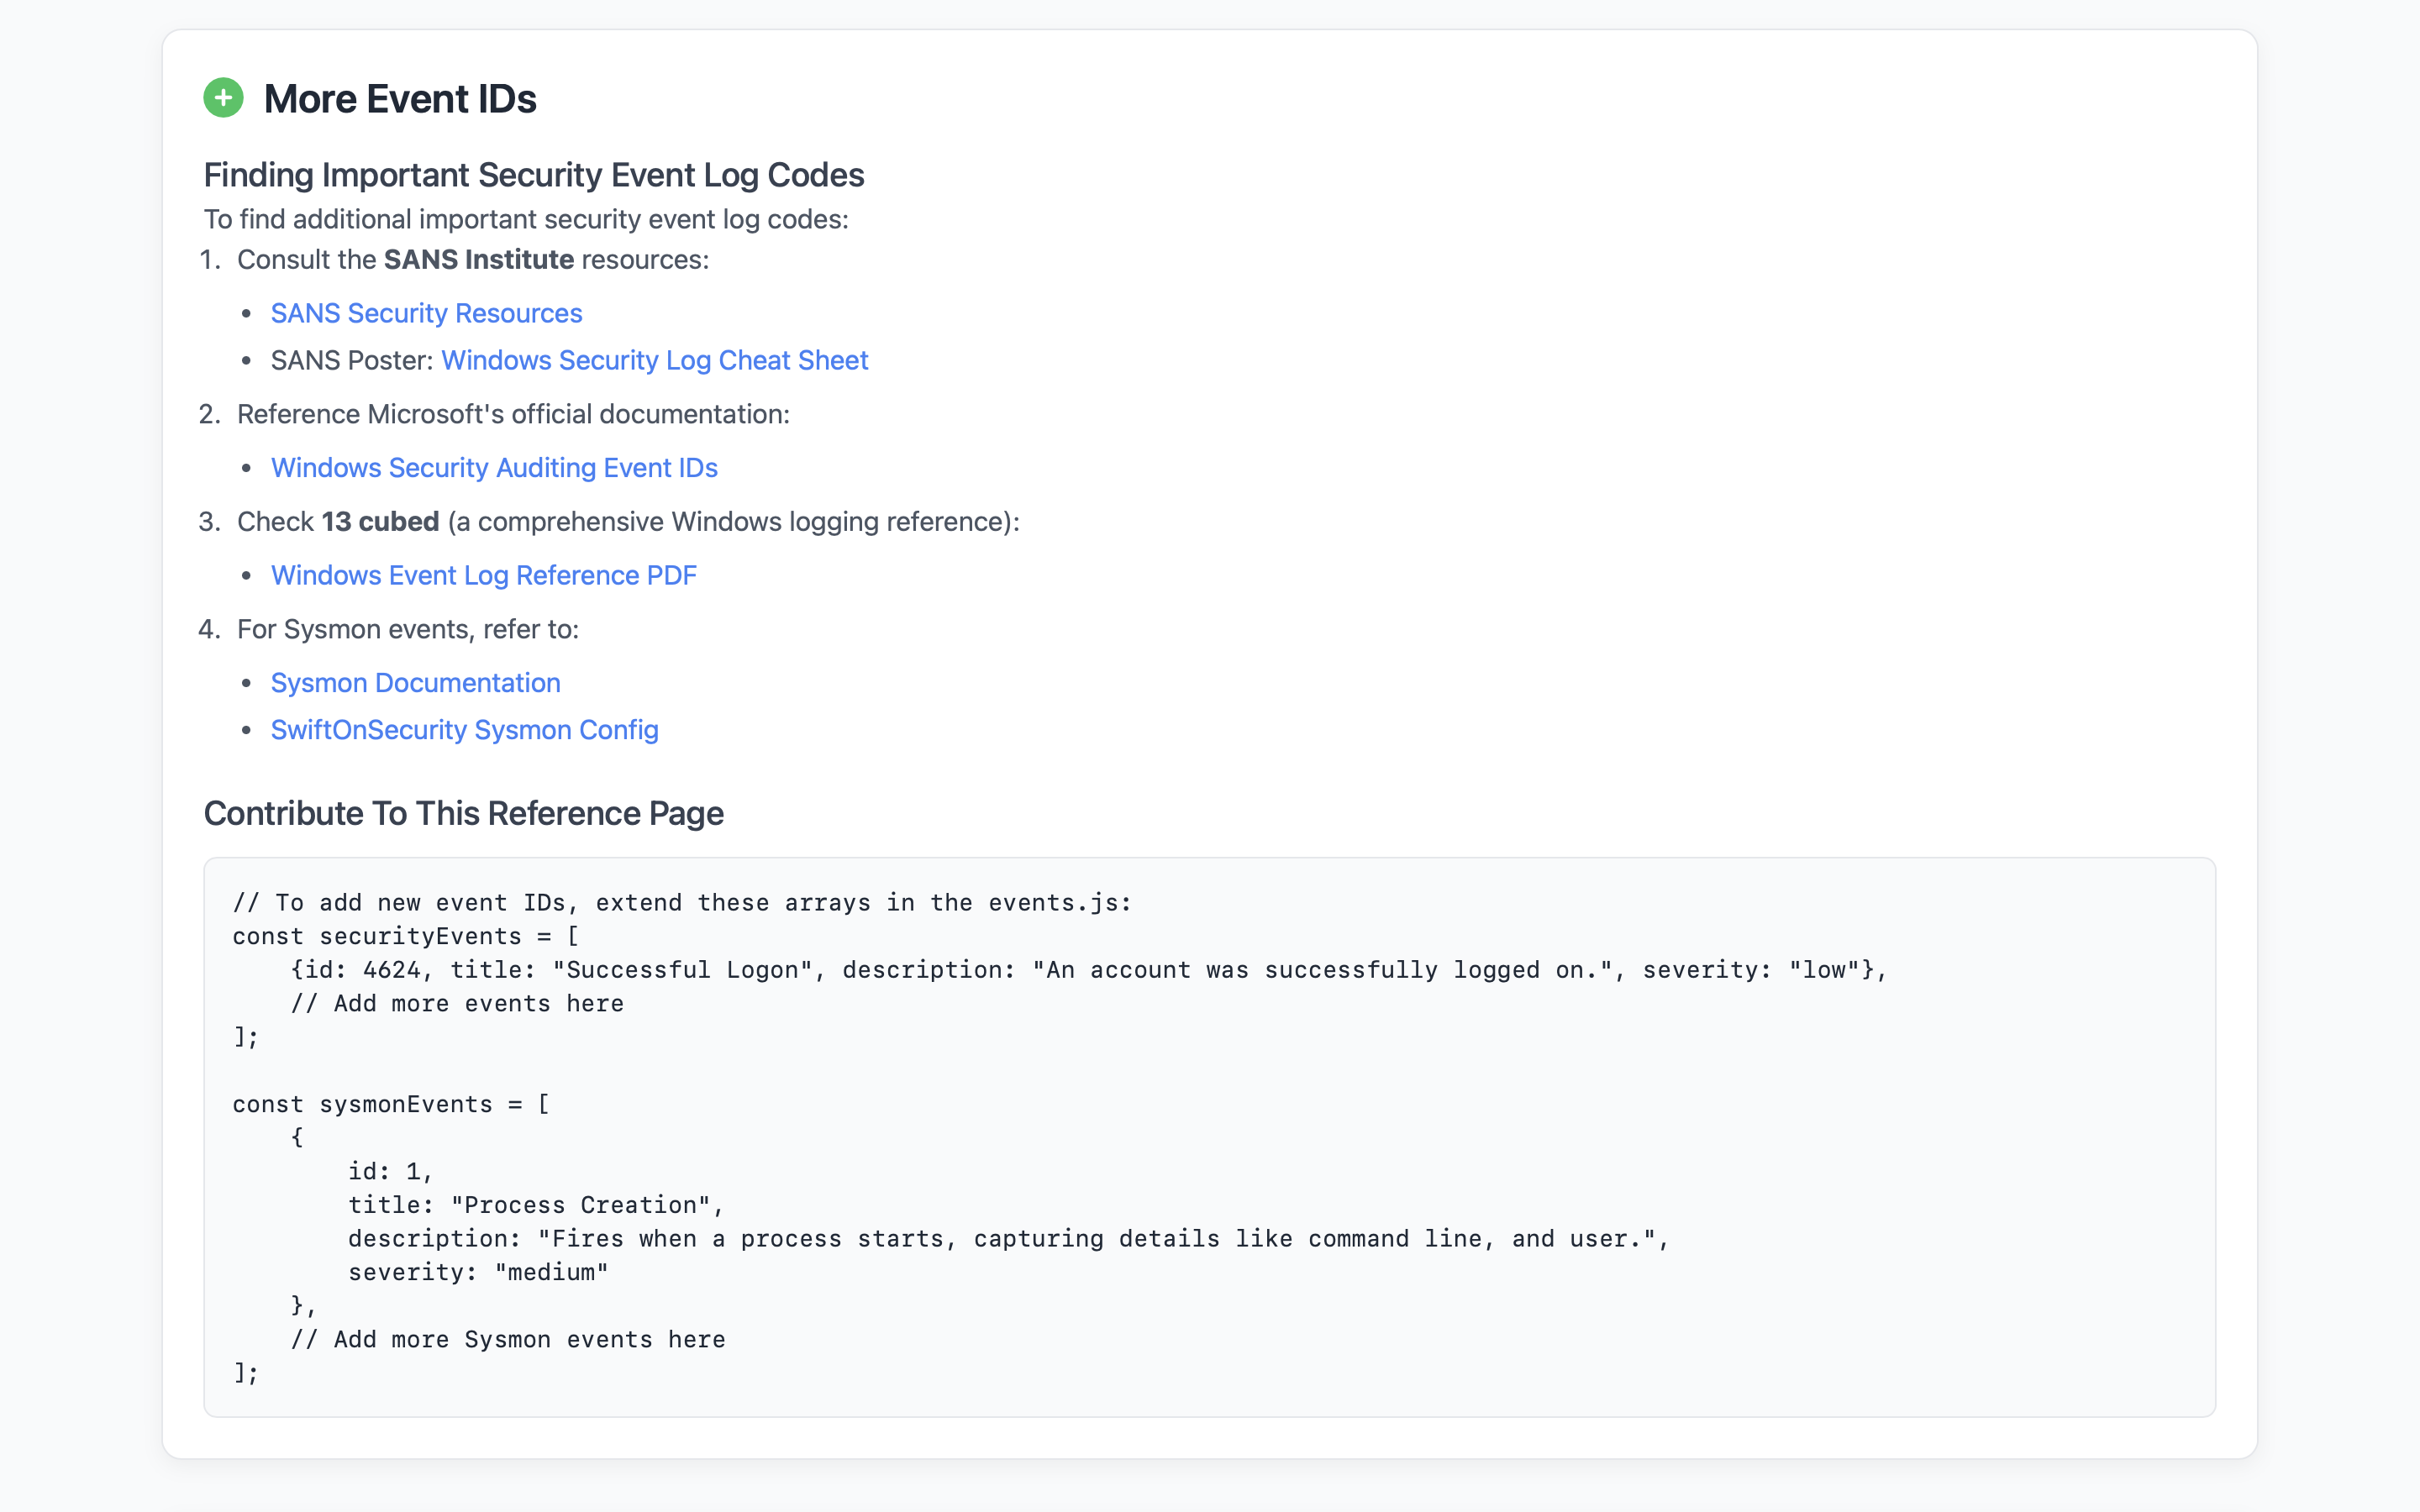 More Event IDs
Finding Important Security Event Log Codes
To find additional important security event log codes:
1. Consult the SANS Institute resources:
• SANS Security Resources
• SANS Poster: Windows Security Log Cheat Sheet
2. Reference Microsoft's official documentation:
• Windows Security Auditing Event IDs
3. Check 13 cubed (a comprehensive Windows logging reference):
• Windows Event Log Reference PDF
4. For Sysmon events, refer to:
• Sysmon Documentation
• SwiftOnSecurity Sysmon Config
Contribute To This Reference Page
// To add new event IDs, extend these arrays in the events.js:
const securityEvents = [
    {id: 4624, title: "Successful Logon", description: "An account was successfully logged on.", severity: "low"},
    // Add more events here
];

const sysmonEvents = [
    {
        id: 1,
        title: "Process Creation",
        description: "Fires when a process starts, capturing details like command line, and user.",
        severity: "medium"
    },
    // Add more Sysmon events here
];